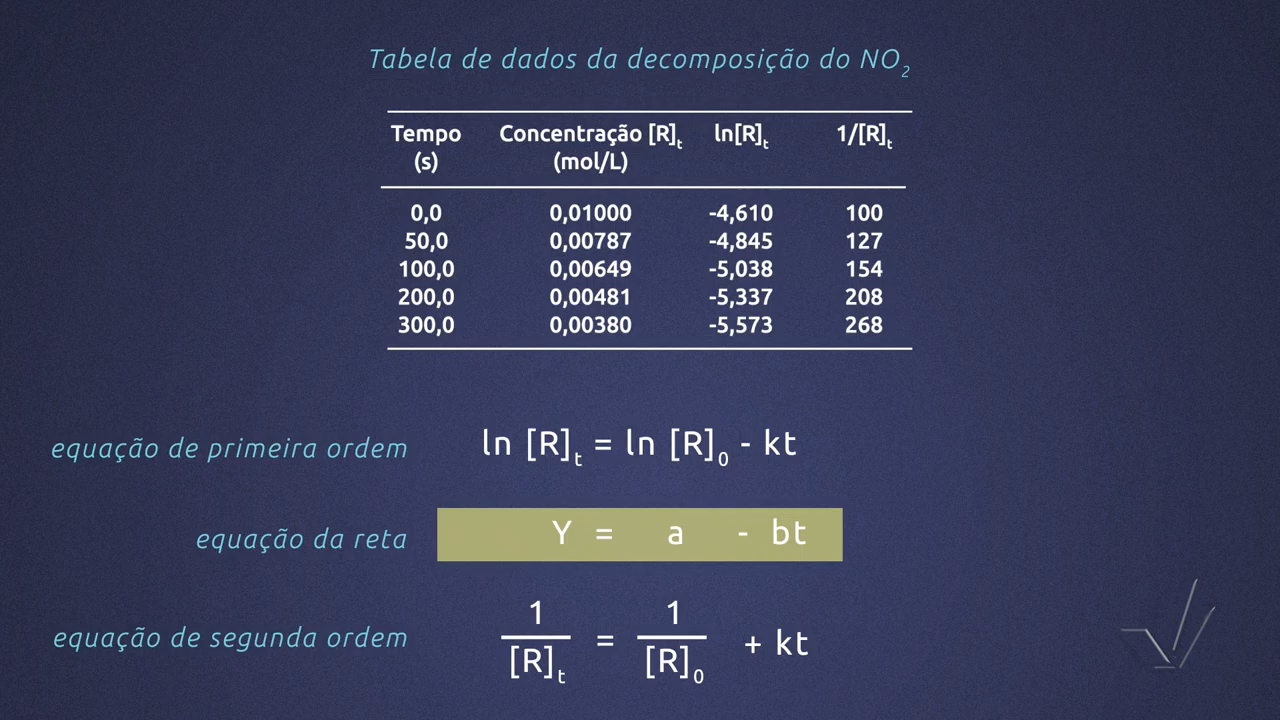 Tabela de dados da decomposição do NO₂
Tempo (s) Concentração [R]t (mol/L) ln[R]t 1/[R]t
0,0 0,01000 -4,610 100
50,0 0,00787 -4,845 127
100,0 0,00649 -5,038 154
200,0 0,00481 -5,337 208
300,0 0,00380 -5,573 268
equação de primeira ordem ln [R]t = ln [R]0 - kt
equação da reta Y = a - bt
equação de segunda ordem 1/[R]t = 1/[R]0 + kt